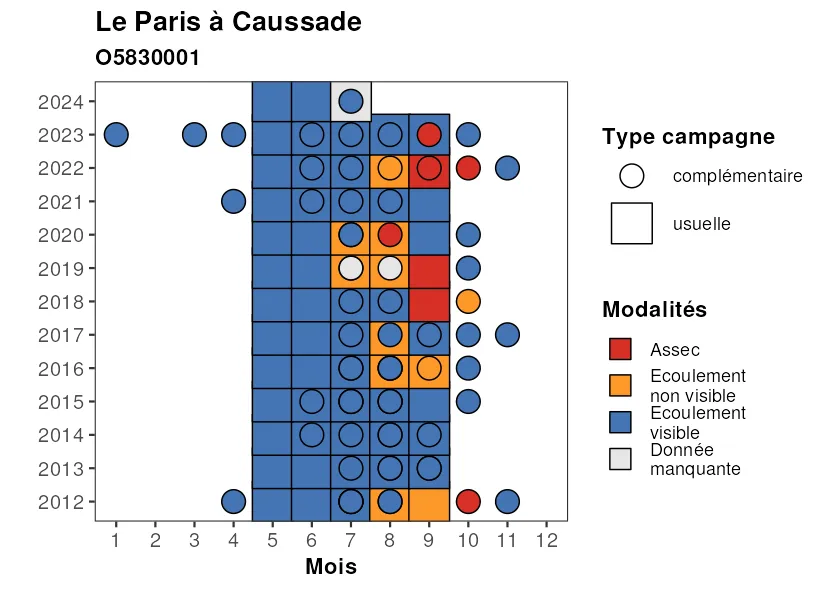 Le Paris à Caussade
O5830001
2024
2023
2022
2021
2020
2019
2018
2017
2016
2015
2014
2013
2012
1 2 3 4 5 6 7 8 9 10 11 12
Mois
Type campagne
complémentaire
usuelle
Modalités
Assec
Ecoulement
non visible
Ecoulement
visible
Donnée
manquante